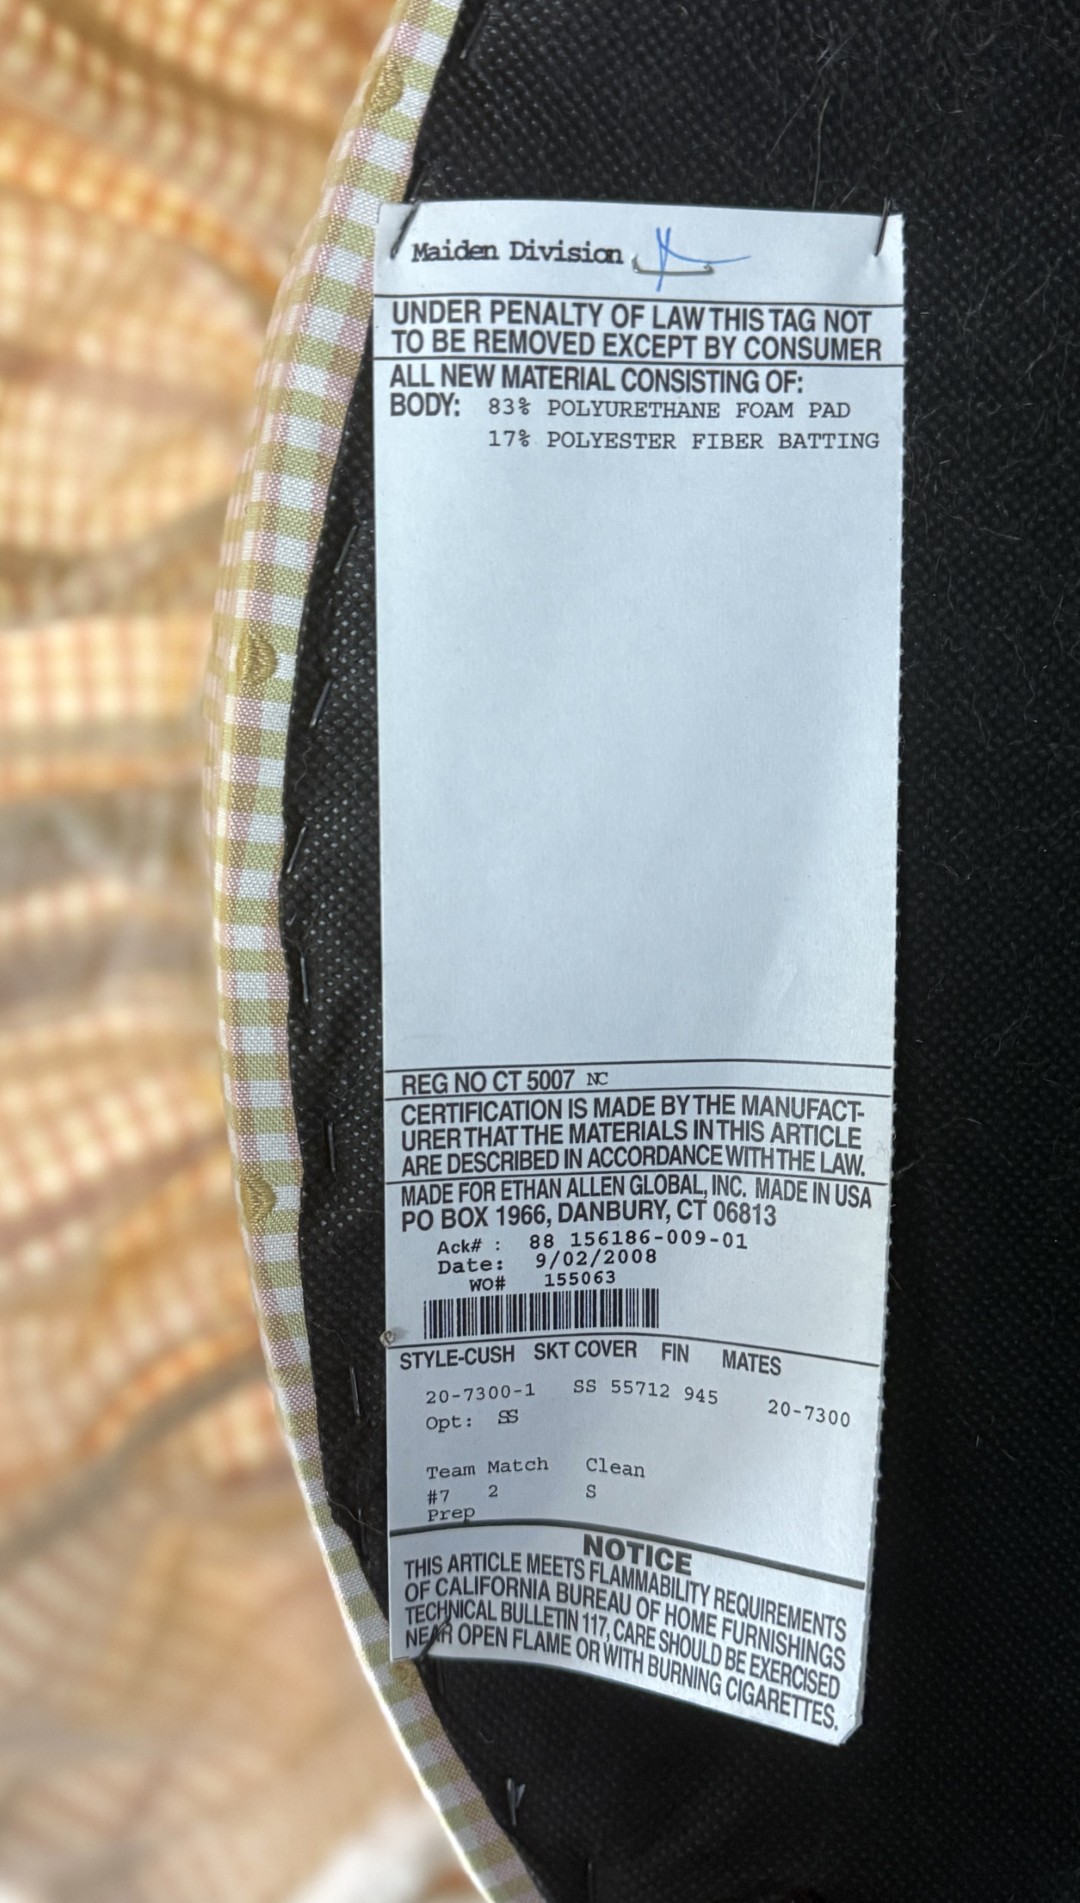 Maiden Division
UNDER PENALTY OF LAW THIS TAG NOT
TO BE REMOVED EXCEPT BY CONSUMER
ALL NEW MATERIAL CONSISTING OF:
BODY: 83% POLYURETHANE FOAM PAD
17% POLYESTER FIBER BATTING
REG NO CT 5007 NC
CERTIFICATION IS MADE BY THE MANUFACT-
URER THAT THE MATERIALS IN THIS ARTICLE
ARE DESCRIBED IN ACCORDANCE WITH THE LAW.
MADE FOR ETHAN ALLEN GLOBAL, INC. MADE IN USA
PO BOX 1966, DANBURY, CT 06813
Ack# : 88 156186-009-01
Date: 9/02/2008
WO# 155063
STYLE-CUSH SKT COVER FIN MATES
20-7300-1 SS 55712 945 20-7300
Opt: SS
Team Match Clean
#7 2 S
Prep
NOTICE
THIS ARTICLE MEETS FLAMMABILITY REQUIREMENTS
OF CALIFORNIA BUREAU OF HOME FURNISHINGS
TECHNICAL BULLETIN 117, CARE SHOULD BE EXERCISED
NEAR OPEN FLAME OR WITH BURNING CIGARETTES.